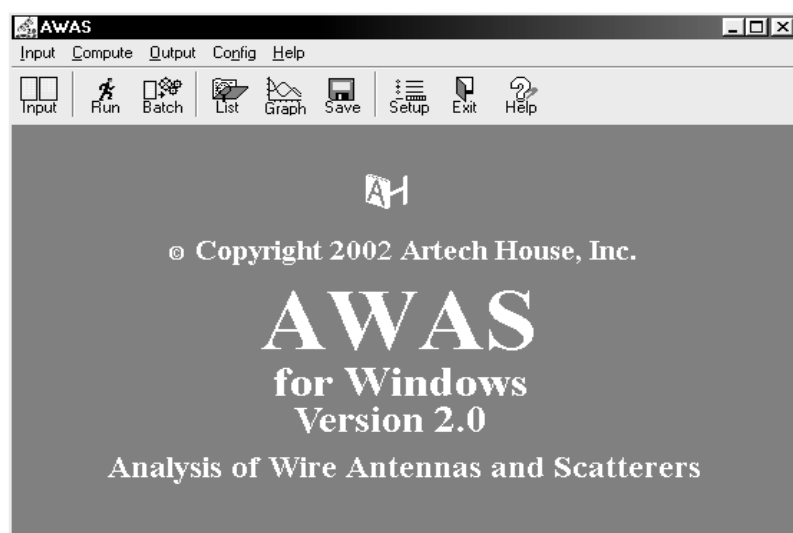 AWAS
Input Compute Output Config Help
Input Run Batch List Graph Save Setup Exit Help
AH
© Copyright 2002 Artech House, Inc.
AWAS
for Windows
Version 2.0
Analysis of Wire Antennas and Scatterers